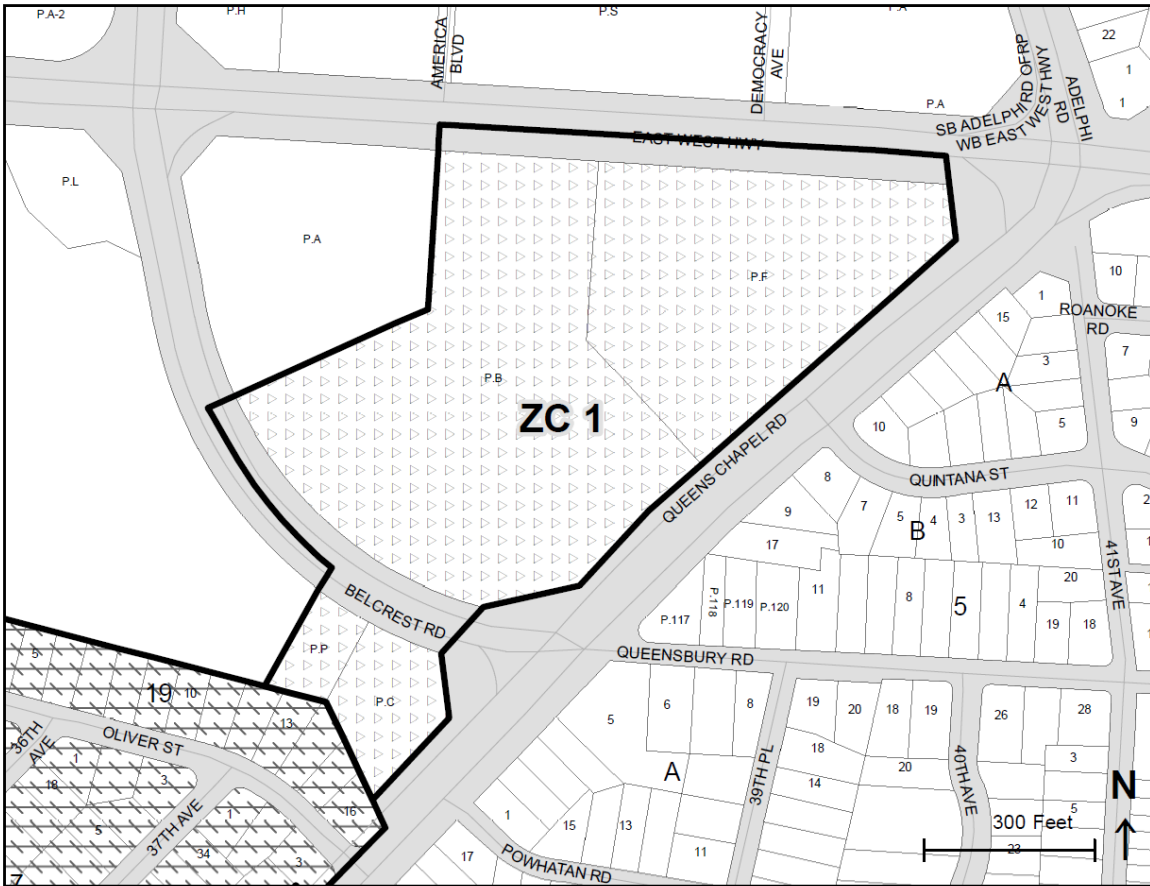 P.A-2
P.H
P.S
P.A
AMERICA
BLVD
DEMOCRACY
AVE
SB ADELPHI RD OFRP
WB EAST WEST HWY
ADELPHI
RD
22
1
1
P.A
EAST WEST HWY
P.L
P.A
P.F
10
1
ROANOKE
RD
15
7
3
A
P.B
ZC 1
QUEENS CHAPEL RD
10
5
9
QUINTANA ST
8
7
9
5
4
3
13
12
11
B
17
10
41ST AVE
20
11
8
5
4
P.117
P.118
P.119
P.120
19
18
BELCREST RD
QUEENSBURY RD
P.P
P.C
5
19
10
13
OLIVER ST
36TH
AVE
1
3
18
5
37TH AVE
1
16
34
3
7
5
6
8
19
20
18
19
26
28
18
3
20
14
A
39TH PL
40TH AVE
5
1
15
13
11
17
POWHATAN RD
N
300 Feet
23